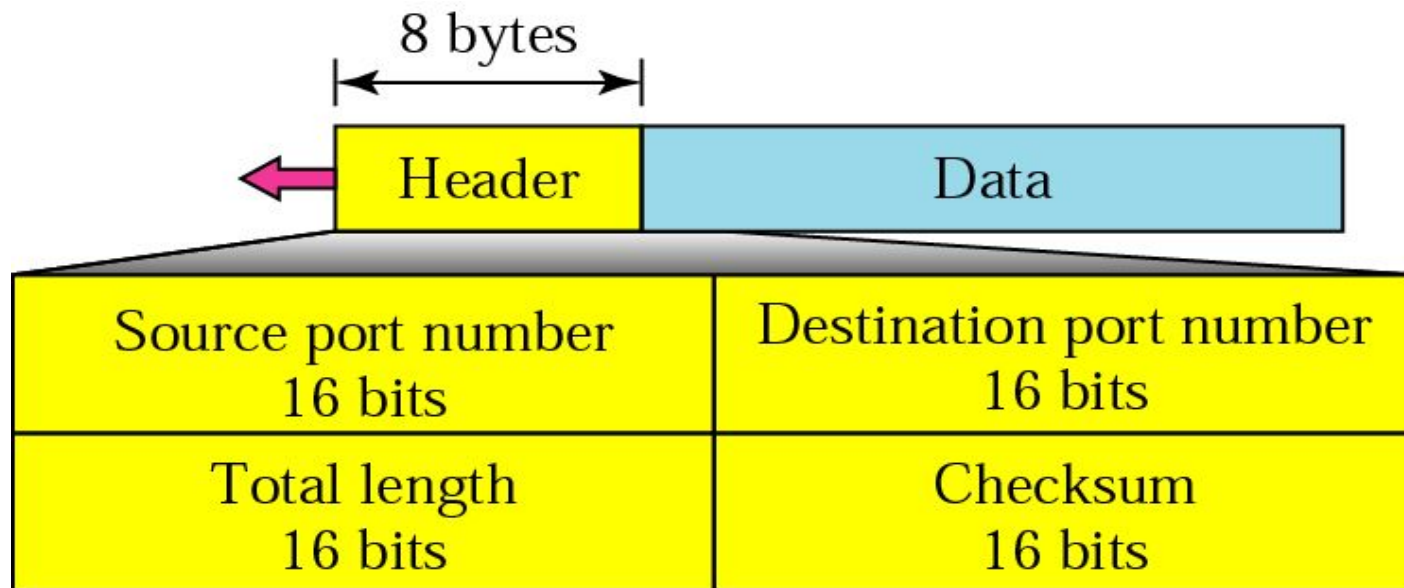 8 bytes
Header
Data
Source port number
16 bits
Destination port number
16 bits
Total length
16 bits
Checksum
16 bits